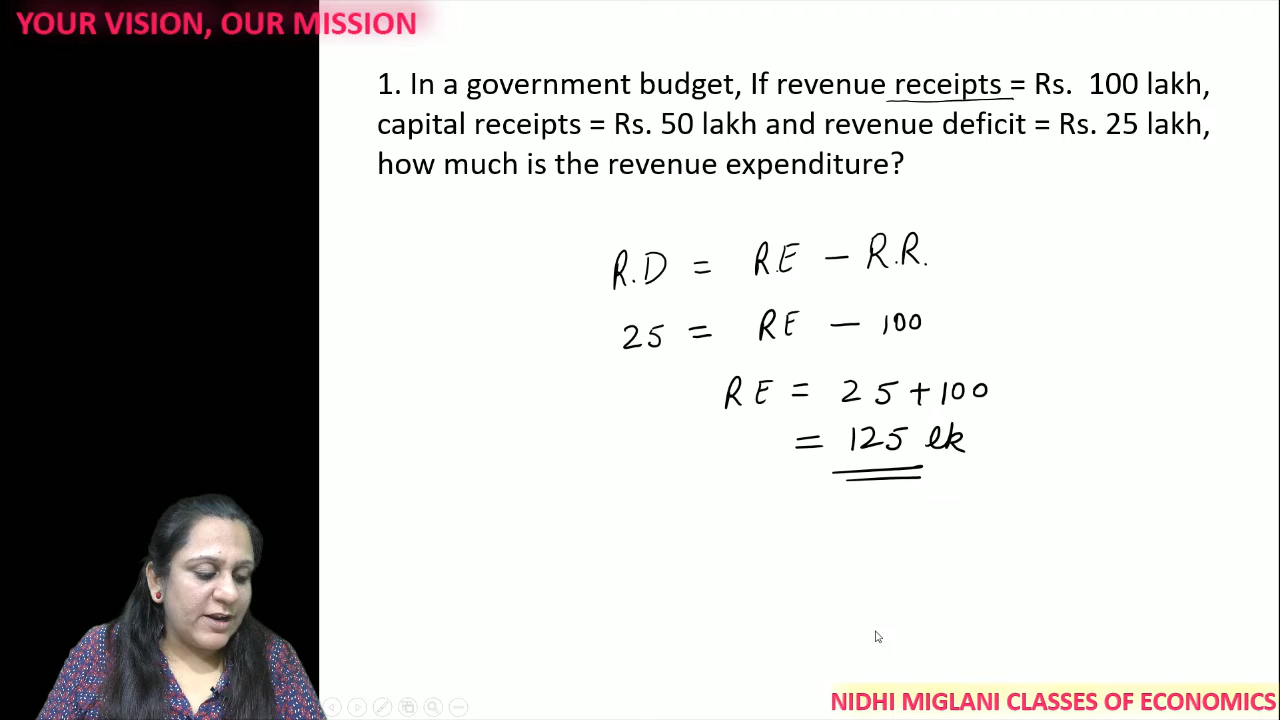 YOUR VISION, OUR MISSION
1. In a government budget, If revenue receipts = Rs. 100 lakh,
capital receipts = Rs. 50 lakh and revenue deficit = Rs. 25 lakh,
how much is the revenue expenditure?
R.D = R.E - R.R.
25 = RE - 100
RE = 25+100
= 125 lk
NIDHI MIGLANI CLASSES OF ECONOMICS